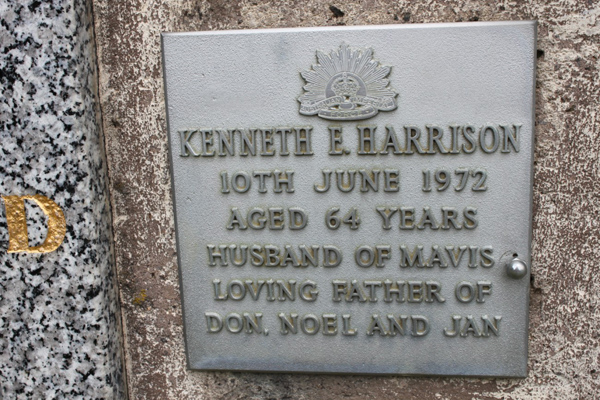 KENNETH E. HARRISON
10TH JUNE 1972
AGED 64 YEARS
HUSBAND OF MAVIS
LOVING FATHER OF
DON, NOEL AND JAN
D